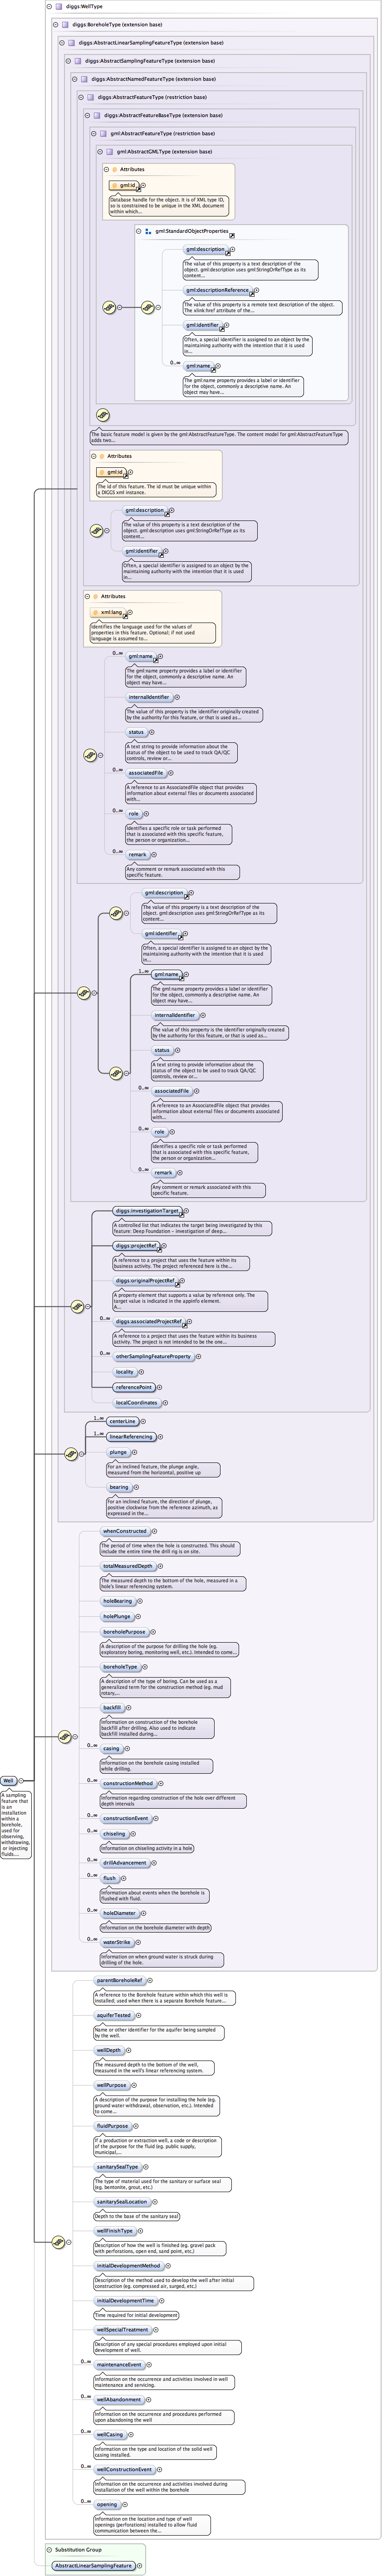 diggs:WellType
diggs:BoreholeType (extension base)
diggs:AbstractLinearSamplingFeatureType (extension base)
diggs:AbstractSamplingFeatureType (extension base)
diggs:AbstractNamedFeatureType (extension base)
diggs:AbstractFeatureType (restriction base)
diggs:AbstractFeatureBaseType (extension base)
gml:AbstractFeatureType (restriction base)
gml:AbstractGMLType (extension base)
Attributes
gml:id
Database handle for the object. It is of XML type ID,
so is constrained to be unique in the XML document
within which...
gml:StandardObjectProperties
gml:description
The value of this property is a text description of the
object. gml:description uses gml:StringOrRefType as its
content...
gml:descriptionReference
The value of this property is a remote text description of the object.
The xlink:href attribute of the...
gml:identifier
Often, a special identifier is assigned to an object by the
maintaining authority with the intention that it is used
in...
0..∞
gml:name
The gml:name property provides a label or identifier
for the object, commonly a descriptive name. An
object may have...
The basic feature model is given by the gml:AbstractFeatureType. The content model for gml:AbstractFeatureType
adds two...
Attributes
gml:id
The id of this feature. The id must be unique within
a DIGGS xml instance.
gml:description
The value of this property is a text description of the
object. gml:description uses gml:StringOrRefType as its
content...
gml:identifier
Often, a special identifier is assigned to an object by the
maintaining authority with the intention that it is used
in...
Attributes
xml:lang
Identifies the language used for the values of
properties in this feature. Optional; if not used
language is assumed to...
0..∞
gml:name
The gml:name property provides a label or identifier
for the object, commonly a descriptive name. An
object may have...
internalIdentifier
The value of this property is the identifier originally created
by the authority for this feature, or that is used as...
status
A text string to provide information about the
status of the object to be used to track QA/QC
controls, review or...
0..∞
associatedFile
A reference to an AssociatedFile object that provides
information about external files or documents associated
with...
0..∞
role
Identifies a specific role or task performed
that is associated with this specific feature,
the person or organization...
0..∞
remark
Any comment or remark associated with this
specific feature.
gml:description
The value of this property is a text description of the
object. gml:description uses gml:StringOrRefType as its
content...
gml:identifier
Often, a special identifier is assigned to an object by the
maintaining authority with the intention that it is used
in...
1..∞
gml:name
The gml:name property provides a label or identifier
for the object, commonly a descriptive name. An
object may have...
internalIdentifier
The value of this property is the identifier originally created
by the authority for this feature, or that is used as...
status
A text string to provide information about the
status of the object to be used to track QA/QC
controls, review or...
0..∞
associatedFile
A reference to an AssociatedFile object that provides
information about external files or documents associated
with...
0..∞
role
Identifies a specific role or task performed
that is associated with this specific feature,
the person or organization...
0..∞
remark
Any comment or remark associated with this
specific feature.
diggs:investigationTarget
A controlled list that indicates the target being investigated by this
feature: Deep Foundation - investigation of deep...
diggs:projectRef
A reference to a project that uses the feature within its
business activity. The project referenced here is the...
diggs:originalProjectRef
A property element that supports a value by reference only. The
target value is indicated in the appinfo element.
A...
0..∞
diggs:associatedProjectRef
A reference to a project that uses the feature within its business
activity. The project is not intended to be the one...
0..∞
otherSamplingFeatureProperty
locality
referencePoint
localCoordinates
1..∞
centerLine
1..∞
linearReferencing
plunge
For an inclined feature, the plunge angle,
measured from the horizontal, positive up
bearing
For an inclined feature, the direction of plunge,
positive clockwise from the reference azimuth, as
expressed in the...
whenConstructed
The period of time when the hole is constructed. This should
include the entire time the drill rig is on site.
totalMeasuredDepth
The measured depth to the bottom of the hole, measured in a
hole's linear referencing system.
holeBearing
holePlunge
boreholePurpose
A description of the purpose for drilling the hole (eg.
exploratory boring, monitoring well, etc.). Intended to come...
boreholeType
A description of the type of boring. Can be used as a
generalized term for the construction method (eg. mud
rotary,...
backfill
Information on construction of the borehole
backfill after drilling. Also used to indicate
backfill installed during...
0..∞
casing
Information on the borehole casing installed
while drilling.
0..∞
constructionMethod
Information regarding construction of the hole over different
depth intervals
0..∞
constructionEvent
0..∞
chiseling
Information on chiseling activity in a hole
0..∞
drillAdvancement
0..∞
flush
Information about events when the borehole is
flushed with fluid.
0..∞
holeDiameter
Information on the borehole diameter with depth
0..∞
waterStrike
Information on when ground water is struck during
drilling of the hole.
Well
A sampling
feature that
is an
installation
within a
borehole,
used for
observing,
withdrawing,
or injecting
fluids....
parentBoreholeRef
A reference to the Borehole feature within which this well is
installed; used when there is a separate Borehole feature...
aquiferTested
Name or other identifier for the aquifer being sampled
by the well.
wellDepth
The measured depth to the bottom of the well,
measured in the well's linear referencing system.
wellPurpose
A description of the purpose for installing the hole (eg.
ground water withdrawal, observation, etc.). Intended
to come...
fluidPurpose
If a production or extraction well, a code or description
of the purpose for the fluid (eg. public supply,
municipal,...
sanitarySealType
The type of material used for the sanitary or surface seal
(eg. bentonite, grout, etc.)
sanitarySealLocation
Depth to the base of the sanitary seal
wellFinishType
Description of how the well is finished (eg. gravel pack
with perforations, open end, sand point, etc.)
initialDevelopmentMethod
Description of the method used to develop the well after initial
construction (eg. compressed air, surged, etc.)
initialDevelopmentTime
Time required for initial development
wellSpecialTreatment
Description of any special procedures employed upon initial
development of well.
0..∞
maintenanceEvent
Information on the occurrence and activities involved in well
maintenance and servicing.
0..∞
wellAbandonment
Information on the occurrence and procedures performed
upon abandoning the well
0..∞
wellCasing
Information on the type and location of the solid well
casing installed.
0..∞
wellConstructionEvent
Information on the occurrence and activities involved during
installation of the well within the borehole
0..∞
opening
Information on the location and type of well
openings (perforations) installed to allow fluid
communication between the...
Substitution Group
AbstractLinearSamplingFeature